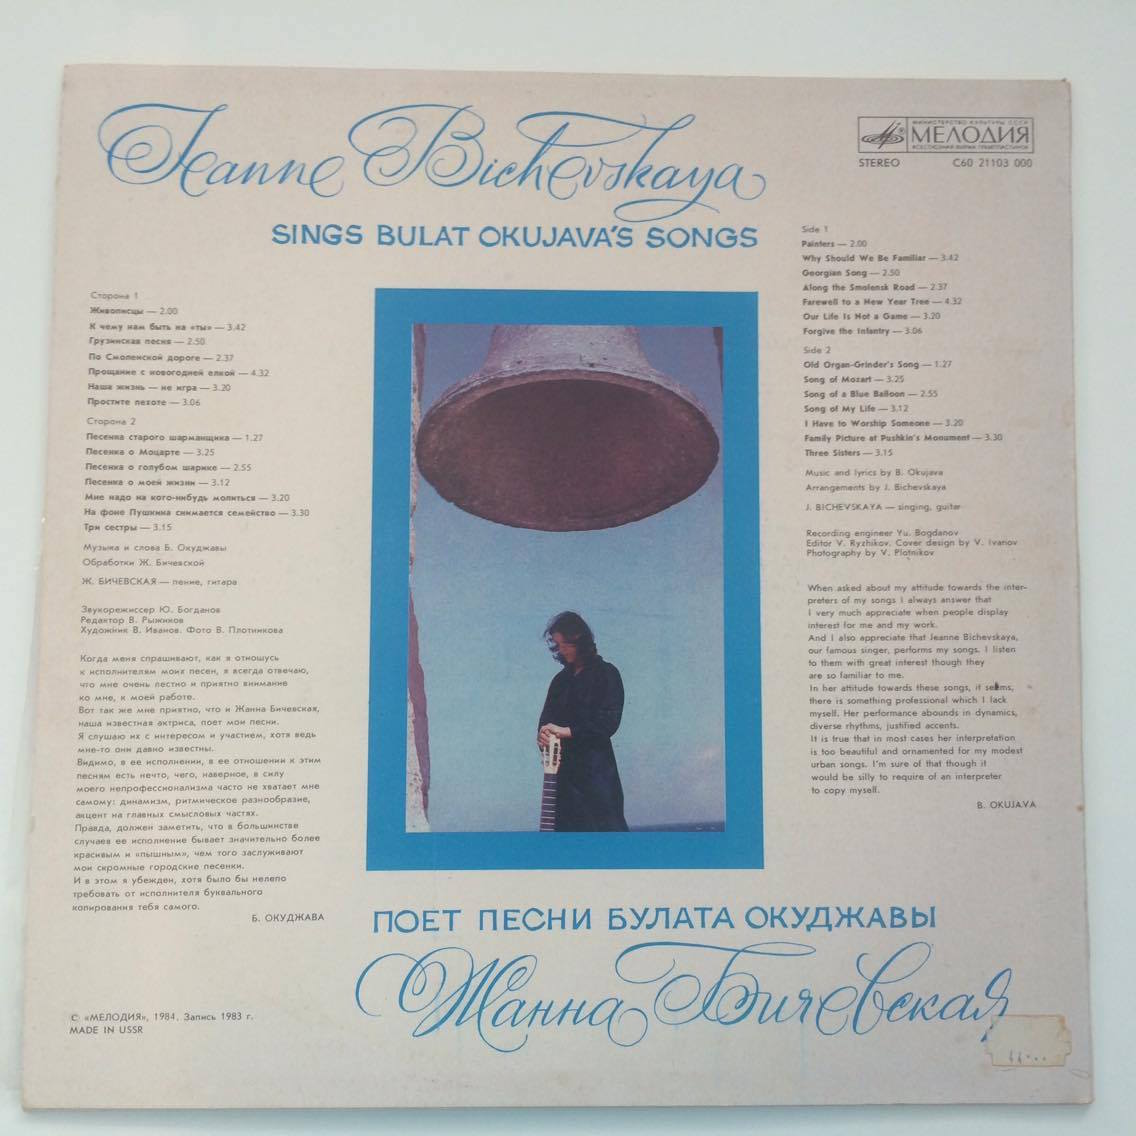 Jeanne Bichevskaya
SINGS BULAT OKUJAVA'S SONGS
МИНИСТЕРСТВО КУЛЬТУРЫ СССР
МЕЛОДИЯ
ВСЕСОЮЗНАЯ ФИРМА ГРАМПЛАСТИНОК
STEREO C60 21103 000
Сторона 1
Живописцы — 2.00
К чему нам быть на «ты» — 3.42
Грузинская песня — 2.50
По Смоленской дороге — 2.37
Прощание с новогодней елкой — 4.32
Наша жизнь — не игра — 3.20
Простите пехоте — 3.06
Сторона 2
Песенка старого шарманщика — 1.27
Песенка о Моцарте — 3.25
Песенка о голубом шарике — 2.55
Песенка о моей жизни — 3.12
Мне надо на кого-нибудь молиться — 3.20
На фоне Пушкина снимается семейство — 3.30
Три сестры — 3.15
Музыка и слова Б. Окуджавы
Обработки Ж. Бичевской
Ж. БИЧЕВСКАЯ — пение, гитара
Звукорежиссер Ю. Богданов
Редактор В. Рыжиков
Художник В. Иванов. Фото В. Плотникова
Когда меня спрашивают, как я отношусь
к исполнителям моих песен, я всегда отвечаю,
что мне очень лестно и приятно внимание
ко мне, к моей работе.
Вот так же мне приятно, что и Жанна Бичевская,
наша известная актриса, поет мои песни.
Я слушаю их с интересом и участием, хотя ведь
мне-то они давно известны.
Видимо, в ее исполнении, в ее отношении к этим
песням есть нечто, чего, наверное, в силу
моего непрофессионализма часто не хватает мне
самому: динамизм, ритмическое разнообразие,
акцент на главных смысловых частях.
Правда, должен заметить, что в большинстве
случаев ее исполнение бывает значительно более
красивым и «пышным», чем того заслуживают
мои скромные городские песенки.
И в этом я убежден, хотя было бы нелепо
требовать от исполнителя буквального
копирования тебя самого.
Б. ОКУДЖАВА
Side 1
Painters — 2.00
Why Should We Be Familiar — 3.42
Georgian Song — 2.50
Along the Smolensk Road — 2.37
Farewell to a New Year Tree — 4.32
Our Life Is Not a Game — 3.20
Forgive the Infantry — 3.06
Side 2
Old Organ-Grinder's Song — 1.27
Song of Mozart — 3.25
Song of a Blue Balloon — 2.55
Song of My Life — 3.12
I Have to Worship Someone — 3.20
Family Picture at Pushkin's Monument — 3.30
Three Sisters — 3.15
Music and lyrics by B. Okujava
Arrangements by J. Bichevskaya
J. BICHEVSKAYA — singing, guitar
Recording engineer Yu. Bogdanov
Editor V. Ryzhikov. Cover design by V. Ivanov
Photography by V. Plotnikov
When asked about my attitude towards the inter-
preters of my songs I always answer that
I very much appreciate when people display
interest for me and my work.
And I also appreciate that Jeanne Bichevskaya,
our famous singer, performs my songs. I listen
to them with great interest though they
are so familiar to me.
In her attitude towards these songs, it seems,
there is something professional which I lack
myself. Her performance abounds in dynamics,
diverse rhythms, justified accents.
It is true that in most cases her interpretation
is too beautiful and ornamented for my modest
urban songs. I'm sure of that though it
would be silly to require of an interpreter
to copy myself.
B. OKUJAVA
ПОЕТ ПЕСНИ БУЛАТА ОКУДЖАВЫ
Жанна Бичевская
© «МЕЛОДИЯ», 1984. Запись 1983 г.
MADE IN USSR